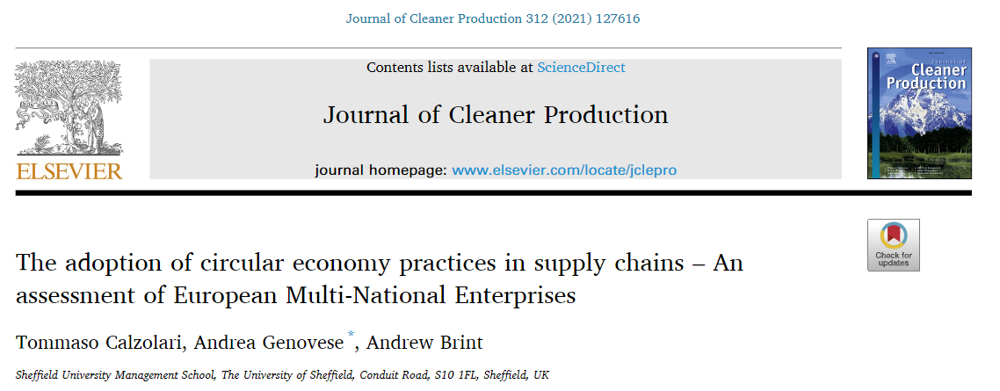 Journal of Cleaner Production 312 (2021) 127616
Contents lists available at ScienceDirect
Journal of Cleaner Production
journal homepage: www.elsevier.com/locate/jclepro
ELSEVIER
Journal of
Cleaner
Production
Check for
updates
The adoption of circular economy practices in supply chains – An
assessment of European Multi-National Enterprises
Tommaso Calzolari, Andrea Genovese *, Andrew Brint
Sheffield University Management School, The University of Sheffield, Conduit Road, S10 1FL, Sheffield, UK